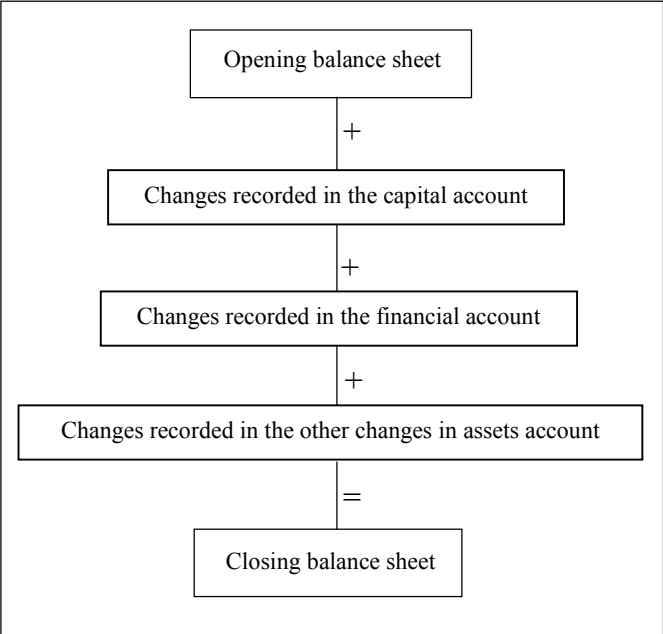 Opening balance sheet
+
Changes recorded in the capital account
+
Changes recorded in the financial account
+
Changes recorded in the other changes in assets account
=
Closing balance sheet